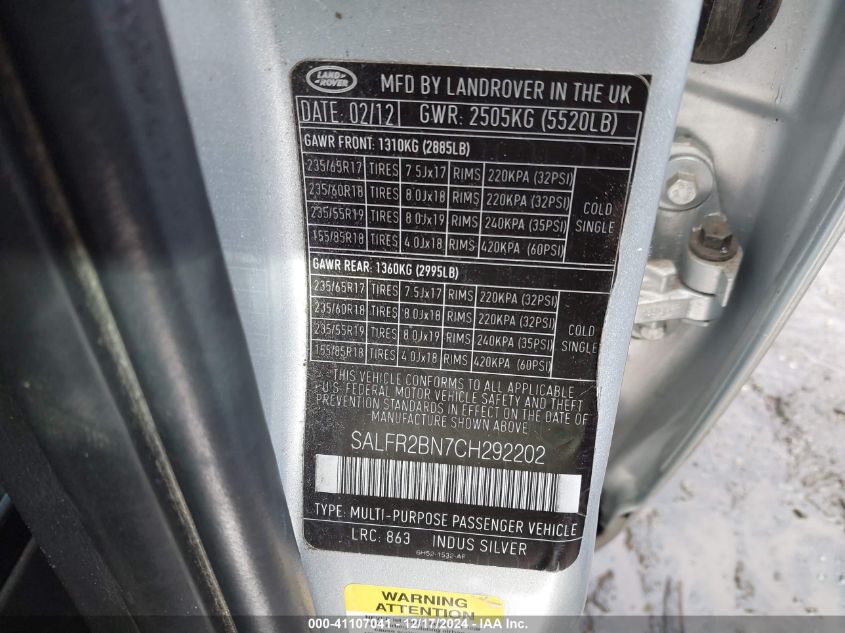 LAND ROVER
MFD BY LANDROVER IN THE UK
DATE: 02/12 GWR: 2505KG (5520LB)
GAWR FRONT: 1310KG (2885LB)
235/65R17 TIRES 7.5Jx17 RIMS 220KPA (32PSI)
235/60R18 TIRES 8.0Jx18 RIMS 220KPA (32PSI)
235/55R19 TIRES 8.0Jx19 RIMS 240KPA (35PSI)
155/85R18 TIRES 4.0Jx18 RIMS 420KPA (60PSI)
COLD
SINGLE
GAWR REAR: 1360KG (2995LB)
235/65R17 TIRES 7.5Jx17 RIMS 220KPA (32PSI)
235/60R18 TIRES 8.0Jx18 RIMS 220KPA (32PSI)
235/55R19 TIRES 8.0Jx19 RIMS 240KPA (35PSI)
155/85R18 TIRES 4.0Jx18 RIMS 420KPA (60PSI)
COLD
SINGLE
THIS VEHICLE CONFORMS TO ALL APPLICABLE
U.S. FEDERAL MOTOR VEHICLE SAFETY AND THEFT
PREVENTION STANDARDS IN EFFECT ON THE DATE OF
MANUFACTURE SHOWN ABOVE
SALFR2BN7CH292202
TYPE: MULTI-PURPOSE PASSENGER VEHICLE
LRC: 863 INDUS SILVER
6H52-1532-AF
WARNING
ATTENTION
000-41107041 - 12/17/2024 - IAA Inc.